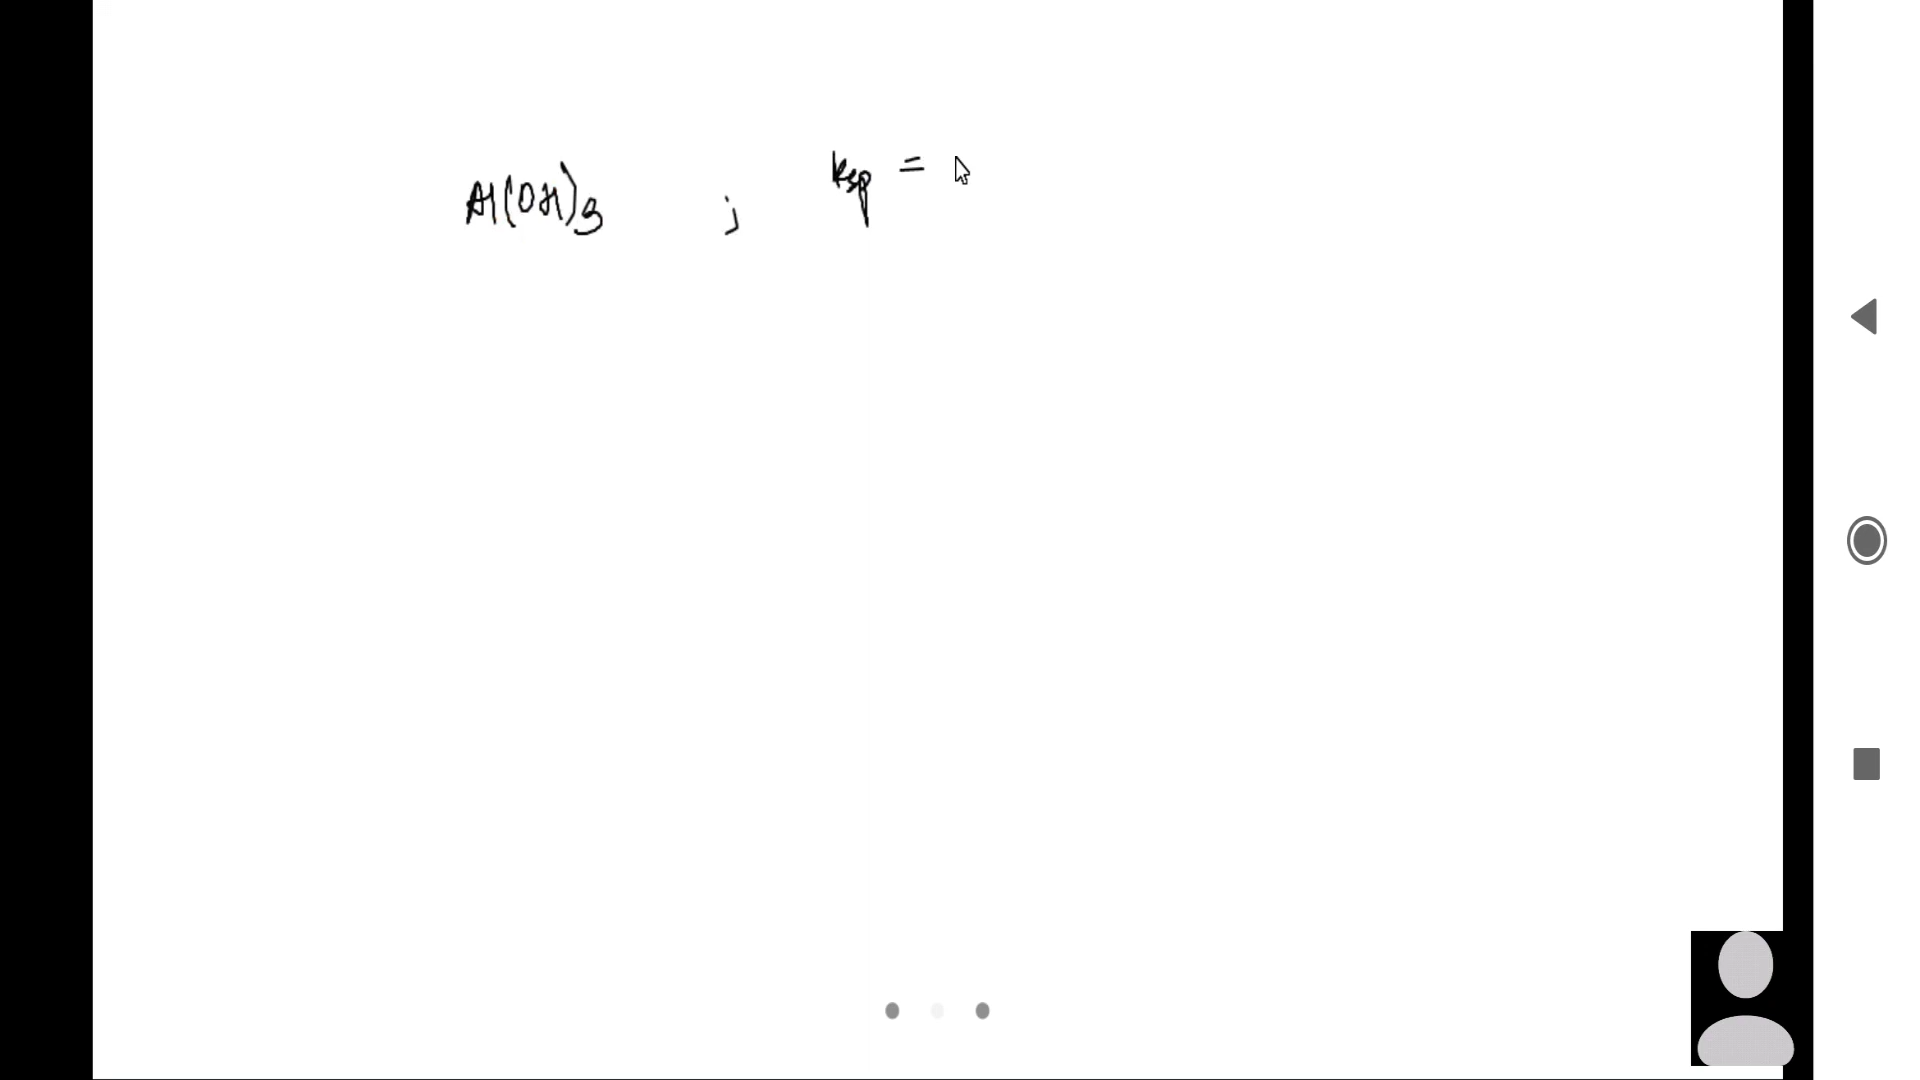 Al(OH)3 ; ksp =